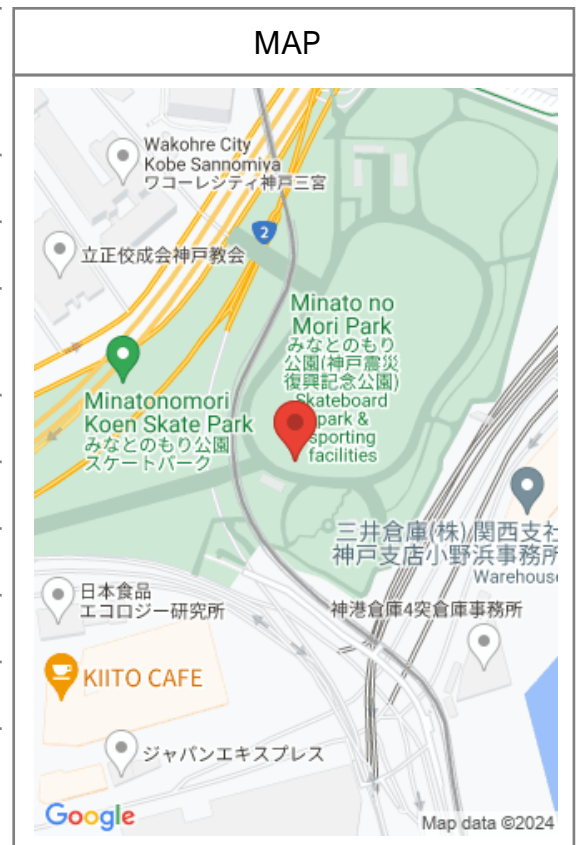 MAP
Wakohre City
Kobe Sannomiya
ワコーレシティ神戸三宮
2
立正佼成会神戸教会
Minato no
Mori Park
みなとのもり
公園(神戸震災
復興記念公園)
Skateboard
park &
sporting
facilities
Minatonomori
Koen Skate Park
みなとのもり公園
スケートパーク
三井倉庫(株)関西支社
神戸支店小野浜事務所
Warehouse
日本食品
エコロジー研究所
神港倉庫4突倉庫事務所
KIITO CAFE
ジャパンエキスプレス
Google
Map data ©2024